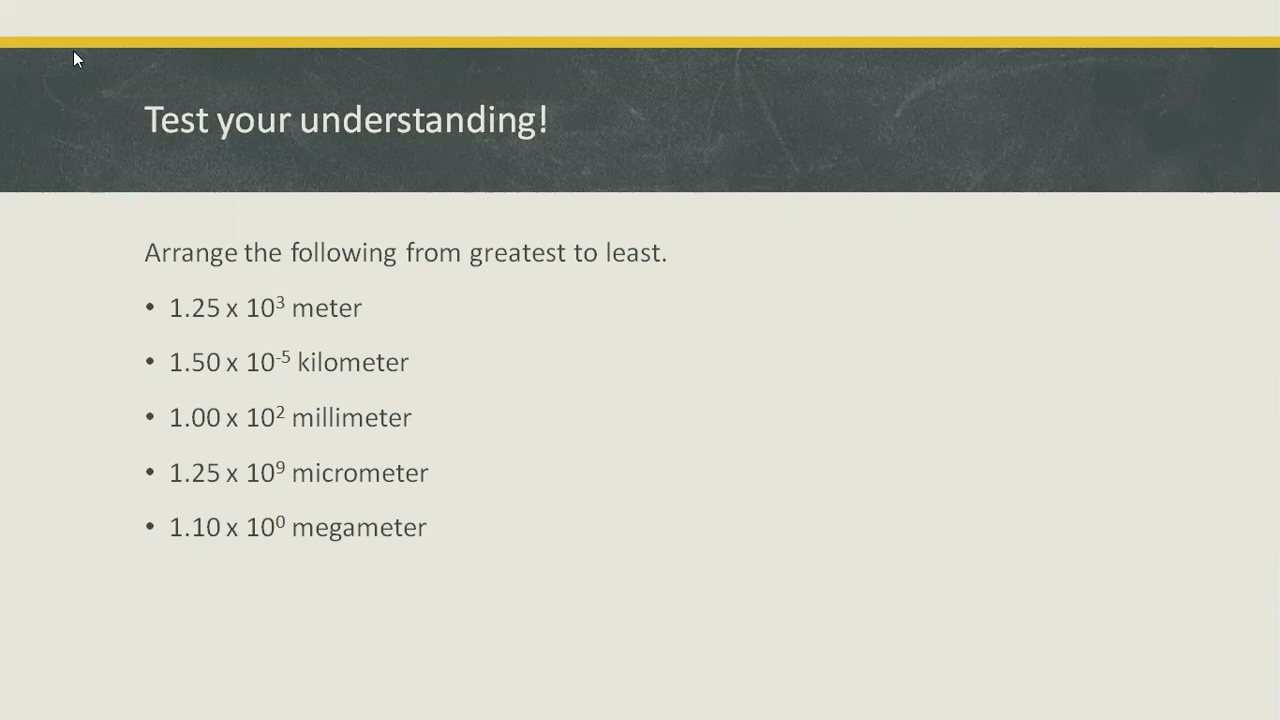 Test your understanding!
Arrange the following from greatest to least.
• 1.25 x 10³ meter
• 1.50 x 10⁻⁵ kilometer
• 1.00 x 10² millimeter
• 1.25 x 10⁹ micrometer
• 1.10 x 10⁰ megameter